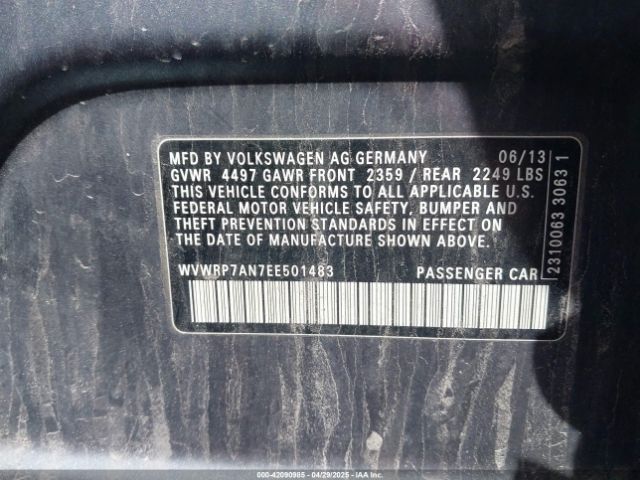 MFD BY VOLKSWAGEN AG GERMANY 06/13
GVWR 4497 GAWR FRONT 2359 / REAR 2249 LBS
THIS VEHICLE CONFORMS TO ALL APPLICABLE U.S.
FEDERAL MOTOR VEHICLE SAFETY, BUMPER AND
THEFT PREVENTION STANDARDS IN EFFECT ON
THE DATE OF MANUFACTURE SHOWN ABOVE.
WVWRP7AN7EE501483 PASSENGER CAR
2310063 3063 1
000-42090985 - 04/29/2025 - IAA Inc.